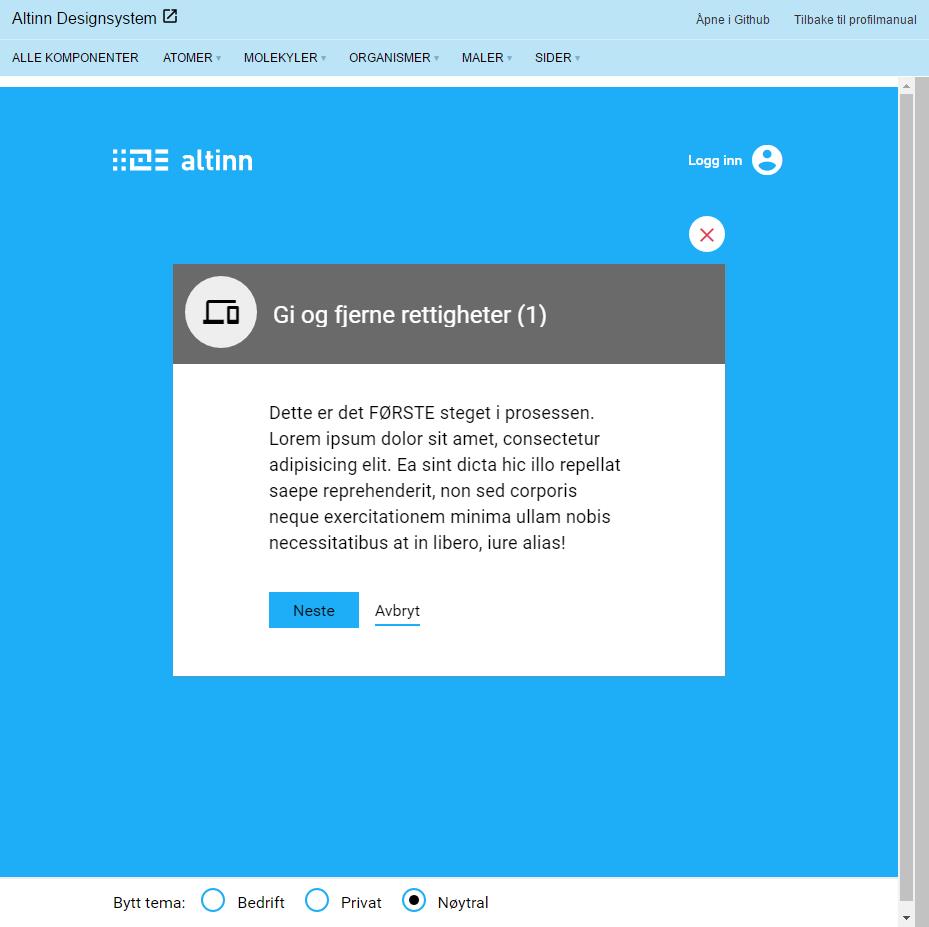 Altinn Designsystem
Åpne i Github
Tilbake til profilmanual
ALLE KOMPONENTER
ATOMER
MOLEKYLER
ORGANISMER
MALER
SIDER
altinn
Logg inn
Gi og fjerne rettigheter (1)
Dette er det FØRSTE steget i prosessen.
Lorem ipsum dolor sit amet, consectetur
adipisicing elit. Ea sint dicta hic illo repellat
saepe reprehenderit, non sed corporis
neque exercitationem minima ullam nobis
necessitatibus at in libero, iure alias!
Neste
Avbryt
Bytt tema:
Bedrift
Privat
Nøytral